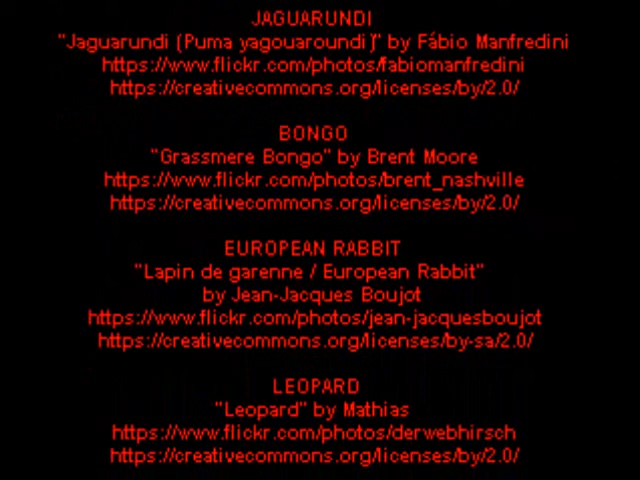 JAGUARUNDI
"Jaguarundi (Puma yagouaroundi)" by Fábio Manfredini
https://www.flickr.com/photos/fabiomanfredini
https://creativecommons.org/licenses/by/2.0/
BONGO
"Grassmere Bongo" by Brent Moore
https://www.flickr.com/photos/brent_nashville
https://creativecommons.org/licenses/by/2.0/
EUROPEAN RABBIT
"Lapin de garenne / European Rabbit"
by Jean-Jacques Boujot
https://www.flickr.com/photos/jean-jacquesboujot
https://creativecommons.org/licenses/by-sa/2.0/
LEOPARD
"Leopard" by Mathias
https://www.flickr.com/photos/derwebhirsch
https://creativecommons.org/licenses/by/2.0/